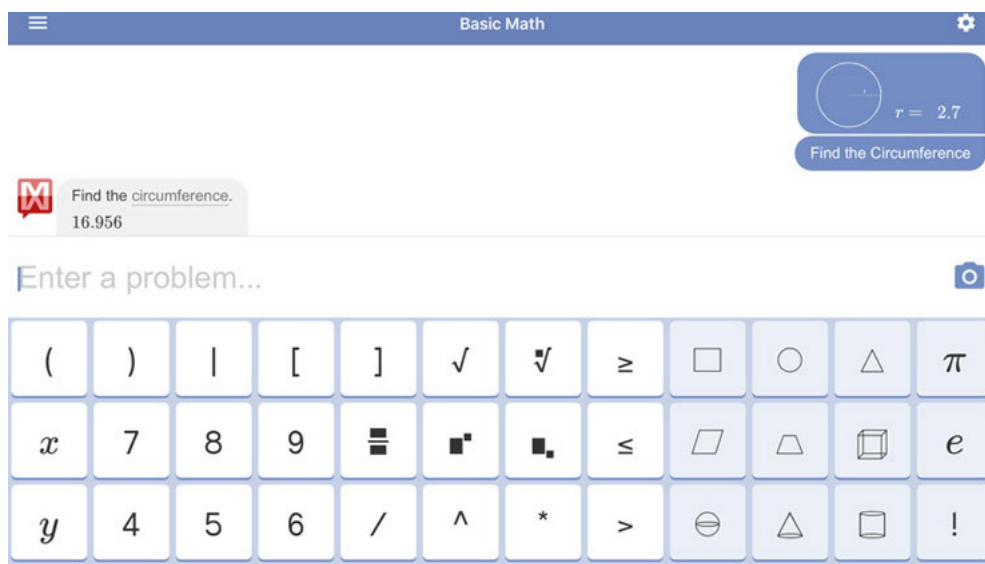 Basic Math
r = 2.7
Find the Circumference
Find the circumference.
16.956
Enter a problem...
( ) | [ ] √ ∛ ≥ □ ○ △ π
x 7 8 9 ≤ e
y 4 5 6 / ^ * > !